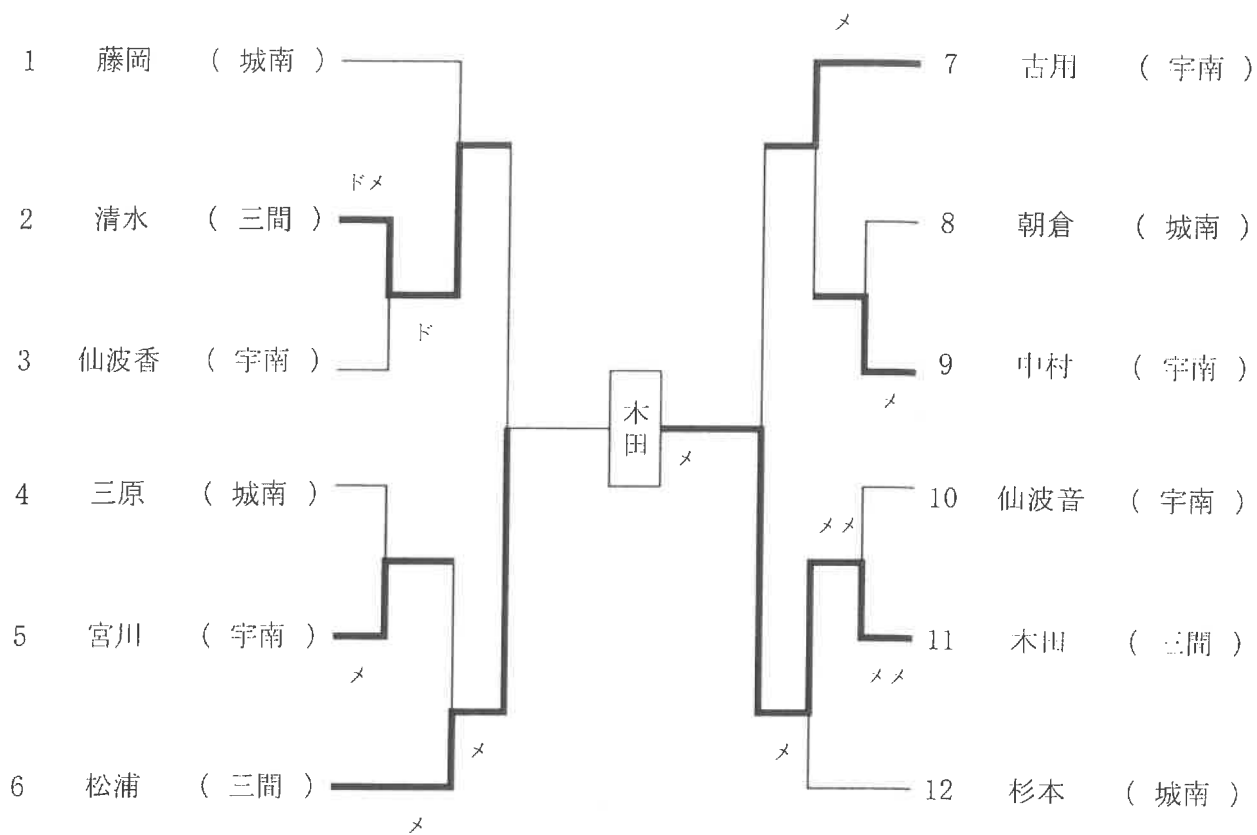 メ
1 藤岡 ( 城南 )
7 古用 ( 宇南 )
ドメ
2 清水 ( 三間 )
8 朝倉 ( 城南 )
ド
3 仙波香 ( 宇南 )
9 中村 ( 宇南 )
メ
木田
メ
4 三原 ( 城南 )
10 仙波音 ( 宇南 )
メメ
5 宮川 ( 宇南 )
メ
11 木田 ( 三間 )
メメ
メ
メ
6 松浦 ( 三間 )
メ
12 杉本 ( 城南 )